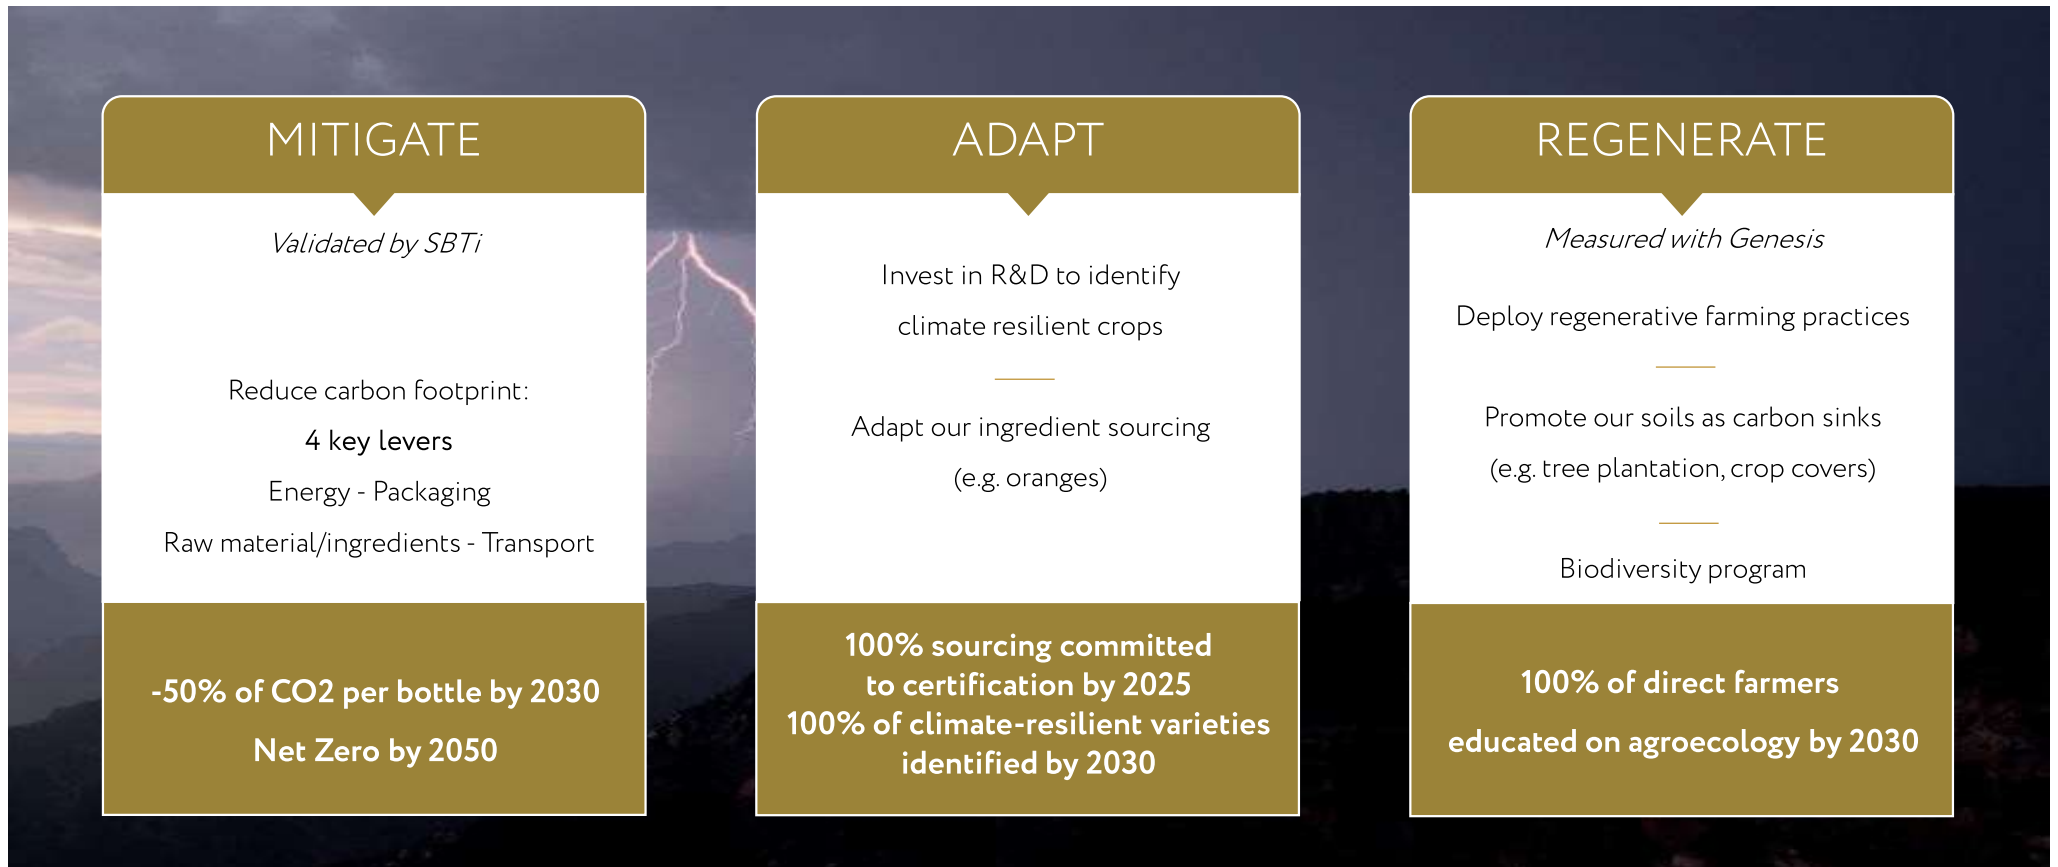 MITIGATE
Validated by SBTi
Reduce carbon footprint:
4 key levers
Energy - Packaging
Raw material/ingredients - Transport
-50% of CO2 per bottle by 2030
Net Zero by 2050
ADAPT
Invest in R&D to identify
climate resilient crops
Adapt our ingredient sourcing
(e.g. oranges)
100% sourcing committed
to certification by 2025
100% of climate-resilient varieties
identified by 2030
REGENERATE
Measured with Genesis
Deploy regenerative farming practices
Promote our soils as carbon sinks
(e.g. tree plantation, crop covers)
Biodiversity program
100% of direct farmers
educated on agroecology by 2030